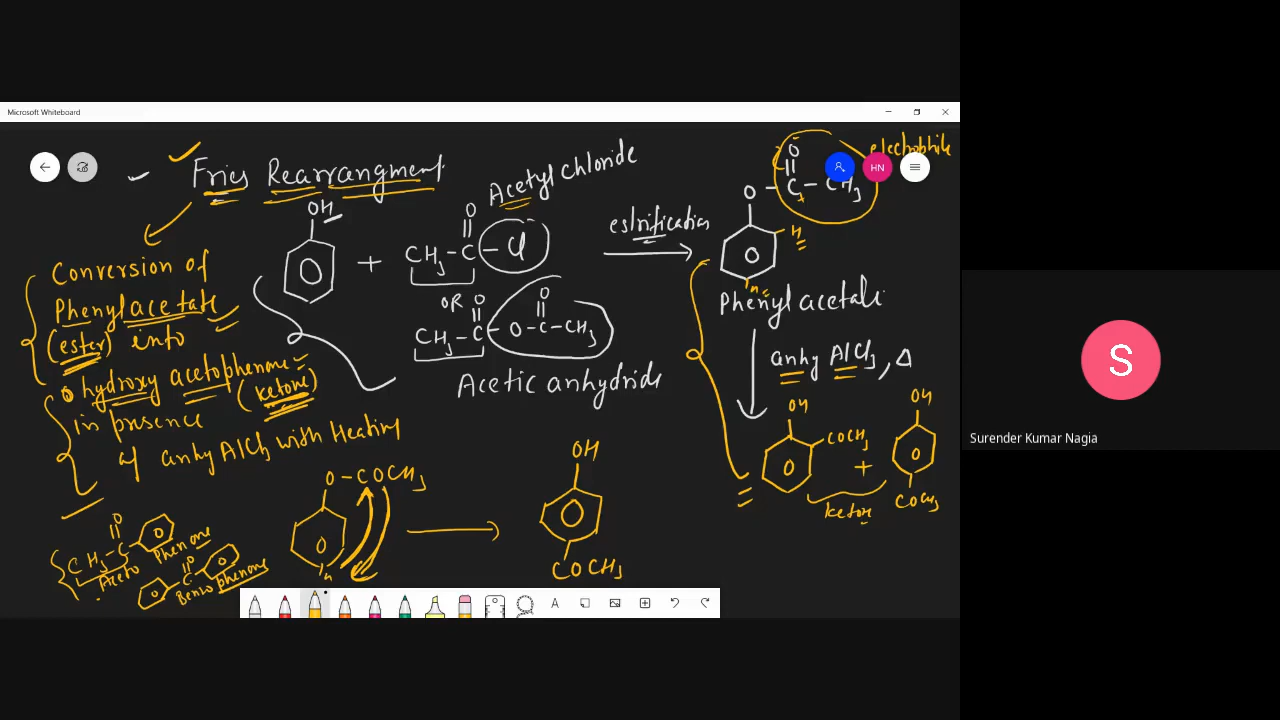 Microsoft Whiteboard
Fries Rearrangment
Conversion of
Phenylacetate
(ester) into
hydroxy acetophenone
(ketone)
in presence
of anhy AlCl3 with Heating
OH
+
Acetyl chloride
O
CH3-C-Cl
OR
O O
CH3-C-O-C-CH3
Acetic anhydride
estrification
electrophile
O
O-C-CH3
+
H
H
Phenyl acetate
anhy AlCl3, Δ
OH
COCH3
+
OH
COCH3
ketone
O
CH3-C
Aceto Phenone
O
C
Benzo phenone
O-COCH3
H
OH
COCH3
HN
A
S
Surender Kumar Nagia